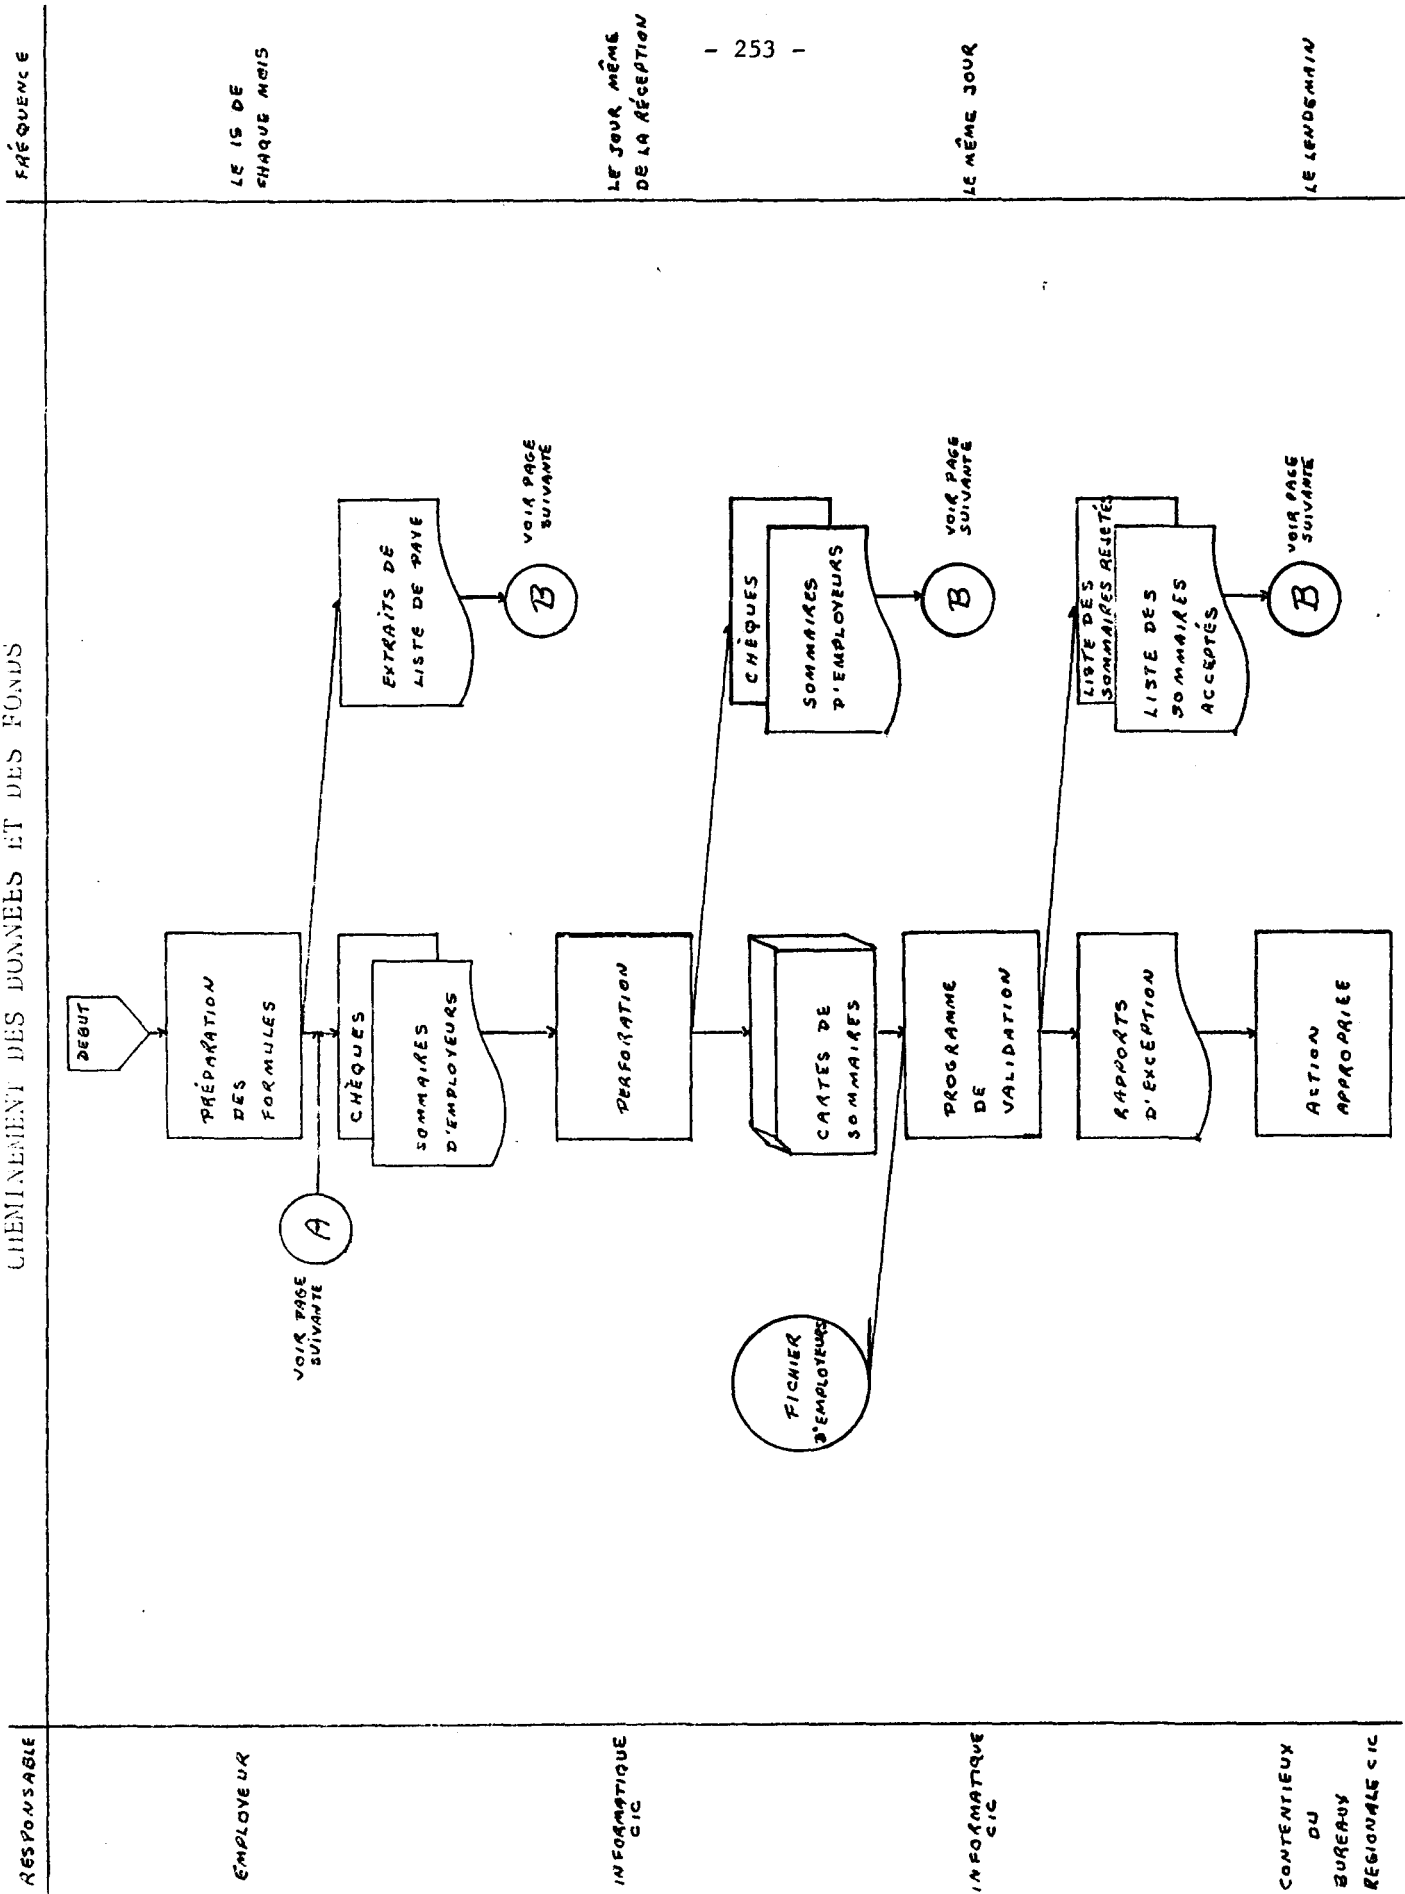 - 253 -
CHEMINEMENT DES DONNEES ET DES FONDS
RESPONSABLE
FRÉQUENCE
DEBUT
EMPLOYEUR
PRÉPARATION
DES
FORMULES
LE 15 DE
CHAQUE MOIS
VOIR PAGE
SUIVANTE
A
CHÈQUES
SOMMAIRES
D'EMPLOYEURS
EXTRAITS DE
LISTE DE PAYE
B
VOIR PAGE
SUIVANTE
INFORMATIQUE
CIC
PERFORATION
LE JOUR MÊME
DE LA RÉCEPTION
FICHIER
D'EMPLOYEURS
CARTES DE
SOMMAIRES
CHÈQUES
SOMMAIRES
D'EMPLOYEURS
B
VOIR PAGE
SUIVANTE
INFORMATIQUE
CIC
PROGRAMME
DE
VALIDATION
LE MÊME JOUR
RAPPORTS
D'EXCEPTION
LISTE DES
SOMMAIRES REJETÉS
LISTE DES
SOMMAIRES
ACCEPTÉS
B
VOIR PAGE
SUIVANTE
CONTENTIEUX
DU
BUREAUX
REGIONALE CIC
ACTION
APPROPRIEE
LE LENDEMAIN